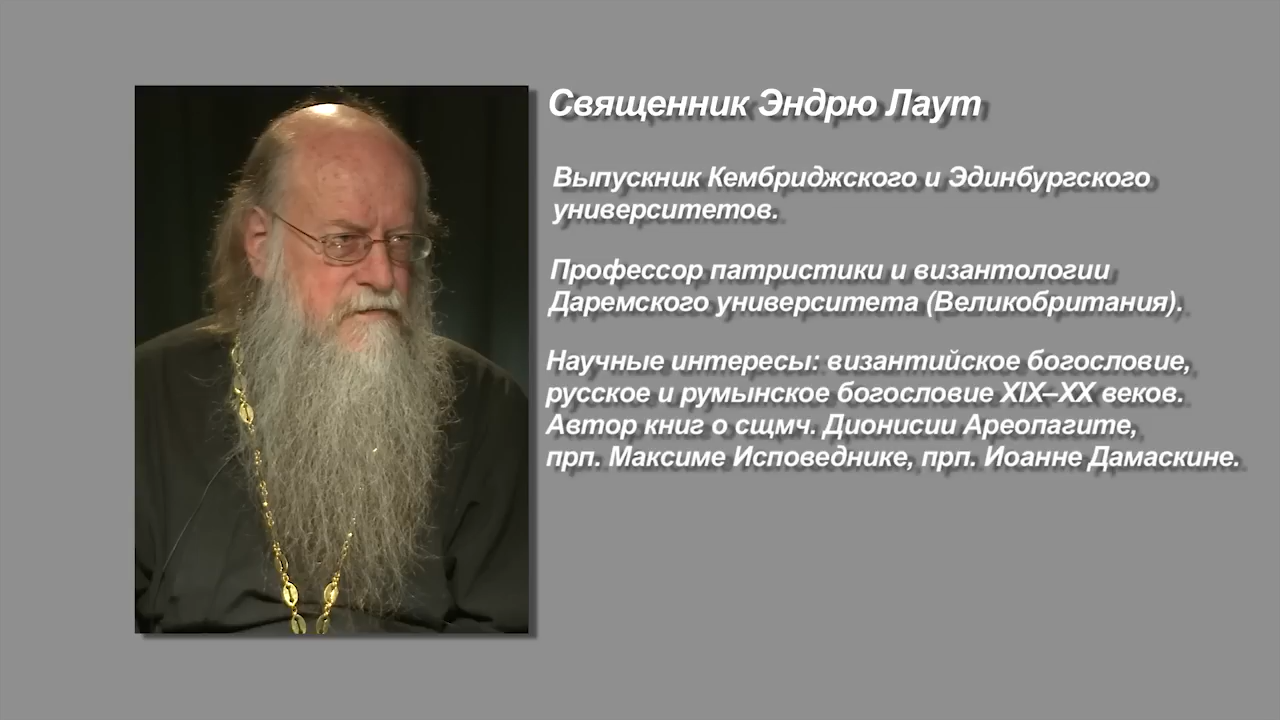 Священник Эндрю Лаут
Выпускник Кембриджского и Эдинбургского
университетов.
Профессор патристики и византологии
Даремского университета (Великобритания).
Научные интересы: византийское богословие,
русское и румынское богословие XIX–XX веков.
Автор книг о сщмч. Дионисии Ареопагите,
прп. Максиме Исповеднике, прп. Иоанне Дамаскине.